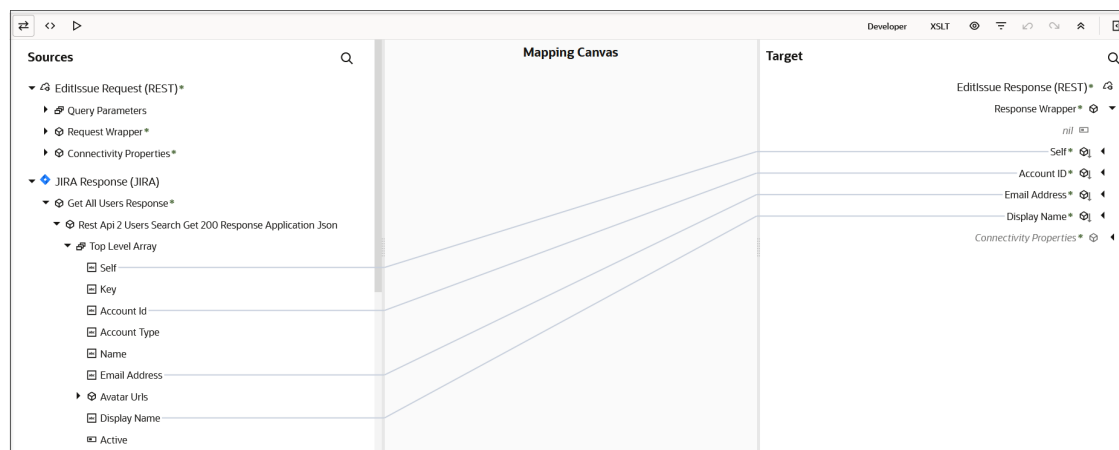 Developer XSLT
Sources
Mapping Canvas
Target
EditIssue Request (REST)*
Query Parameters
Request Wrapper*
Connectivity Properties*
JIRA Response (JIRA)
Get All Users Response*
Rest Api 2 Users Search Get 200 Response Application Json
Top Level Array
Self
Key
Account Id
Account Type
Name
Email Address
Avatar Urls
Display Name
Active
EditIssue Response (REST)*
Response Wrapper*
nil
Self*
Account ID*
Email Address*
Display Name*
Connectivity Properties*